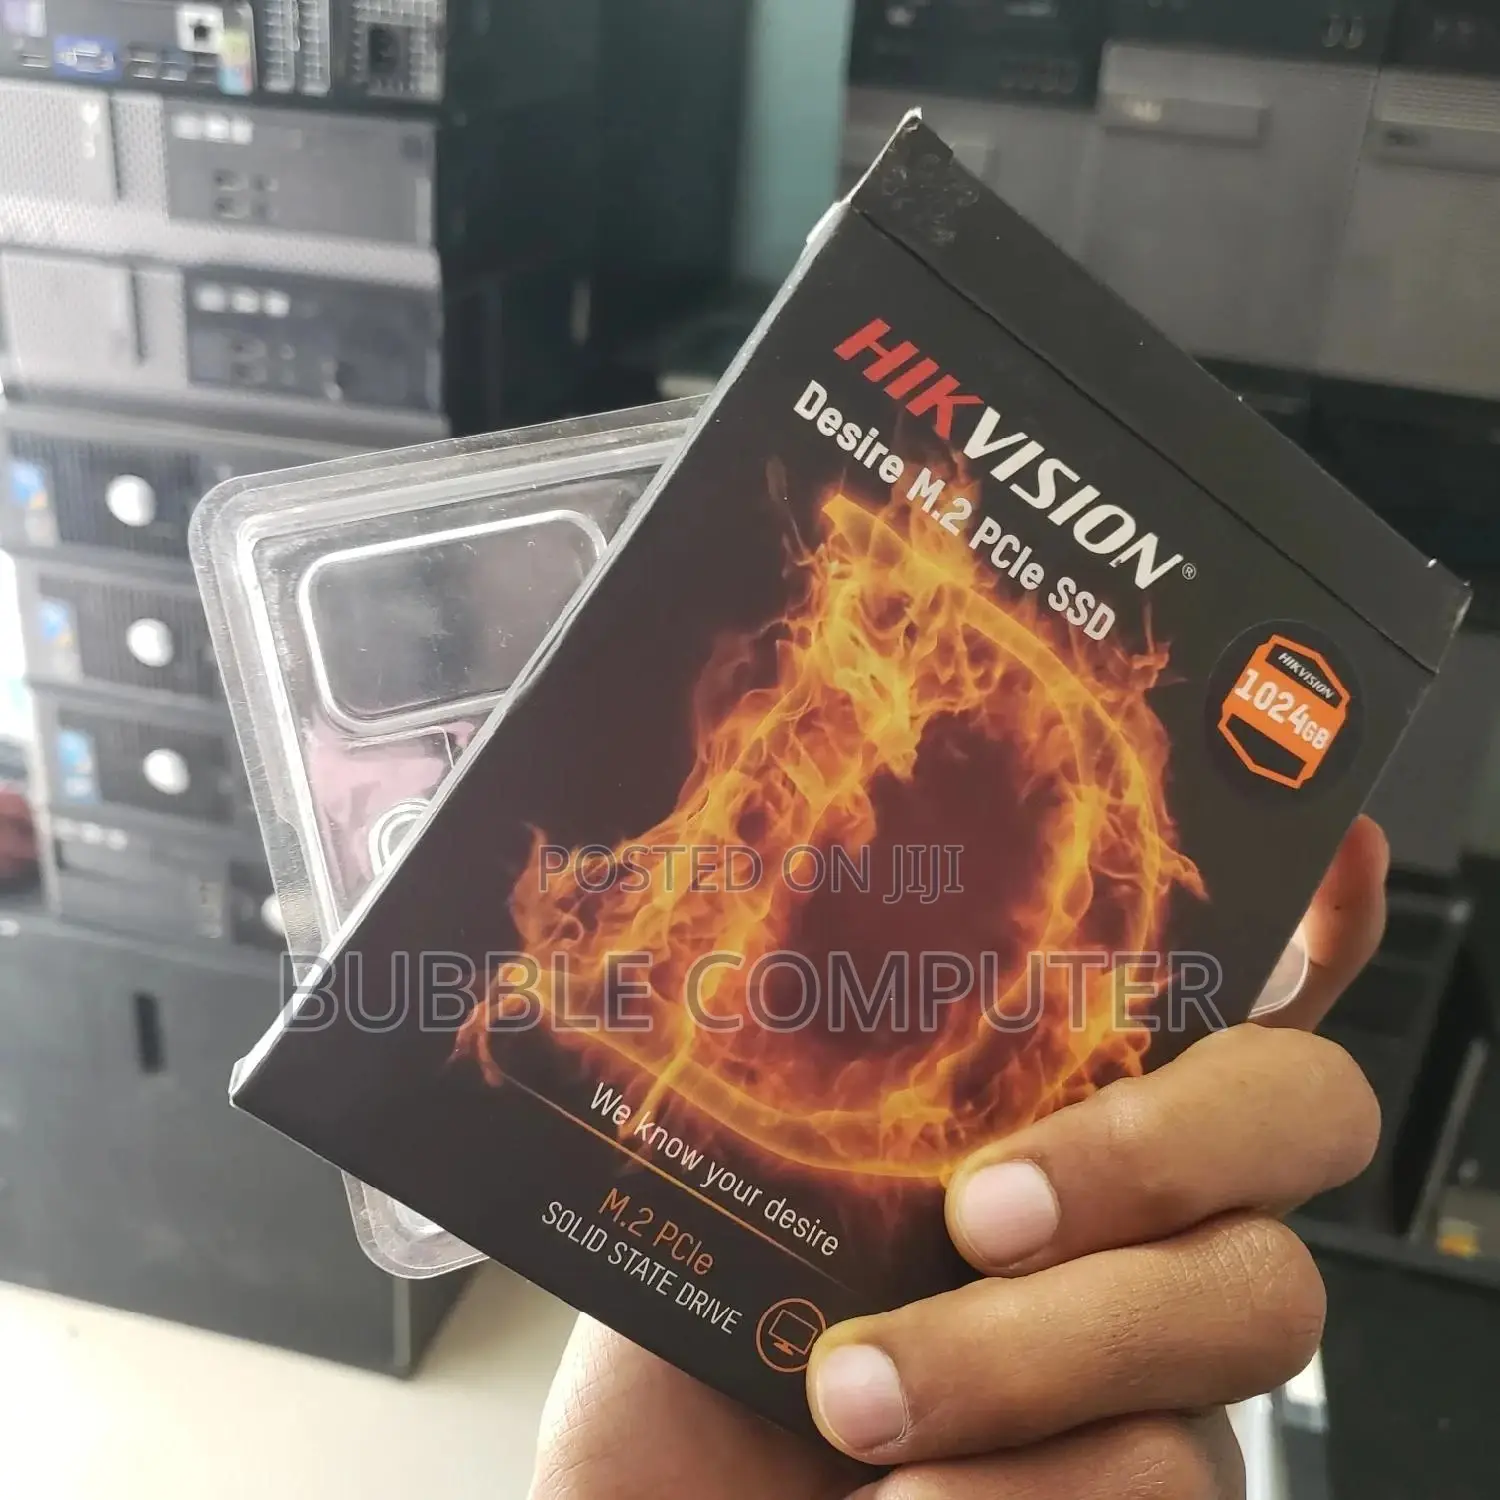 HIKVISION®
Desire M.2 PCIe SSD
HIKVISION
1024GB
POSTED ON JIJI
BUBBLE COMPUTER
We know your desire
M.2 PCIe
SOLID STATE DRIVE